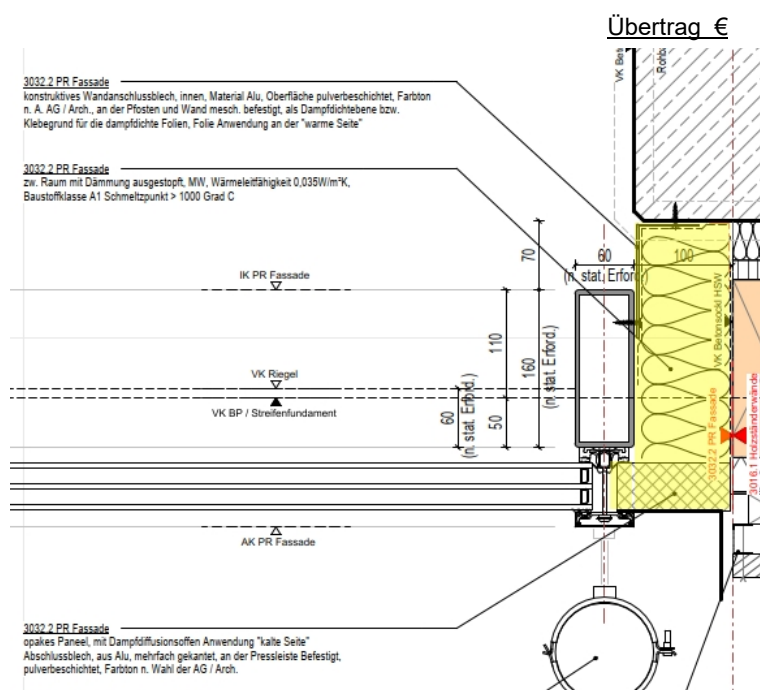 Übertrag €
VK Bet
Rohb
3032.2 PR Fassade
konstruktives Wandanschlussblech, innen, Material Alu, Oberfläche pulverbeschichtet, Farbton
n. A. AG / Arch., an der Pfosten und Wand mesch. befestigt, als Dampfdichtebene bzw.
Klebegrund für die dampfdichte Folien, Folie Anwendung an der "warme Seite"
3032.2 PR Fassade
zw. Raum mit Dämmung ausgestopft, MW, Wärmeleitfähigkeit 0,035W/m²K,
Baustoffklasse A1 Schmeltzpunkt > 1000 Grad C
70
60
100
(n. stat. Erford.)
IK PR Fassade
110
160
(n. stat. Erford.)
VK Betonsockl HSW
VK Riegel
VK BP / Streifenfundament
60
(n. stat. Erford.)
50
3032.2 PR Fassade
3016.1 Holzständerwände
AK PR Fassade
3032.2 PR Fassade
opakes Paneel, mit Dampfdiffusionsoffen Anwendung "kalte Seite"
Abschlussblech, aus Alu, mehrfach gekantet, an der Pressleiste Befestigt,
pulverbeschichtet, Farbton n. Wahl der AG / Arch.